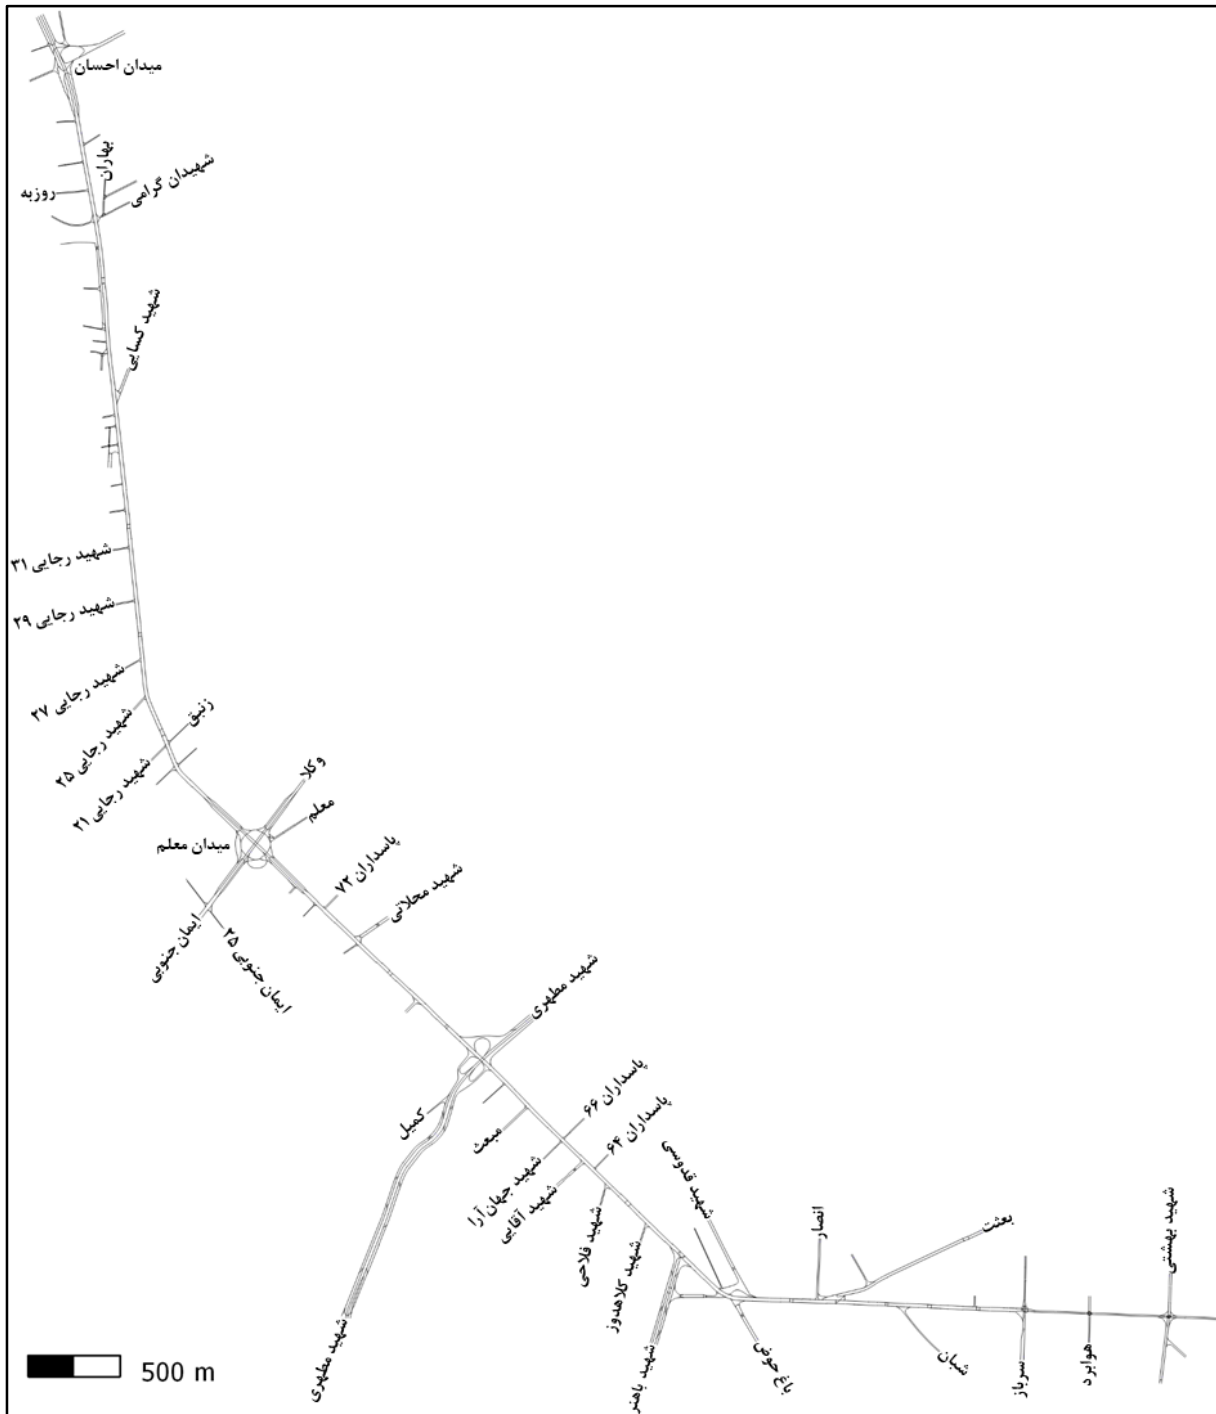 میدان احسان
بهاران
شهیدان گرامی
روزبه
شهید کسایی
شهید رجایی ۳۱
شهید رجایی ۲۹
شهید رجایی ۲۷
شهید رجایی ۲۵
زنبق
شهید رجایی ۲۱
وکلا
معلم
میدان معلم
پاسداران ۷۲
شهید محلاتی
ایمان جنوبی
ایمان جنوبی ۲۵
شهید مطهری
کمیل
مبعث
پاسداران ۶۶
پاسداران ۶۴
شهید جهان‌آرا
شهید آقایی
شهید فلاحی
شهید کلاهدوز
شهید قدوسی
انصار
بعثت
شهید بهشتی
شهید مطهری
شهید باهنر
باغ حوض
شبان
سرباز
هوابرد
500 m